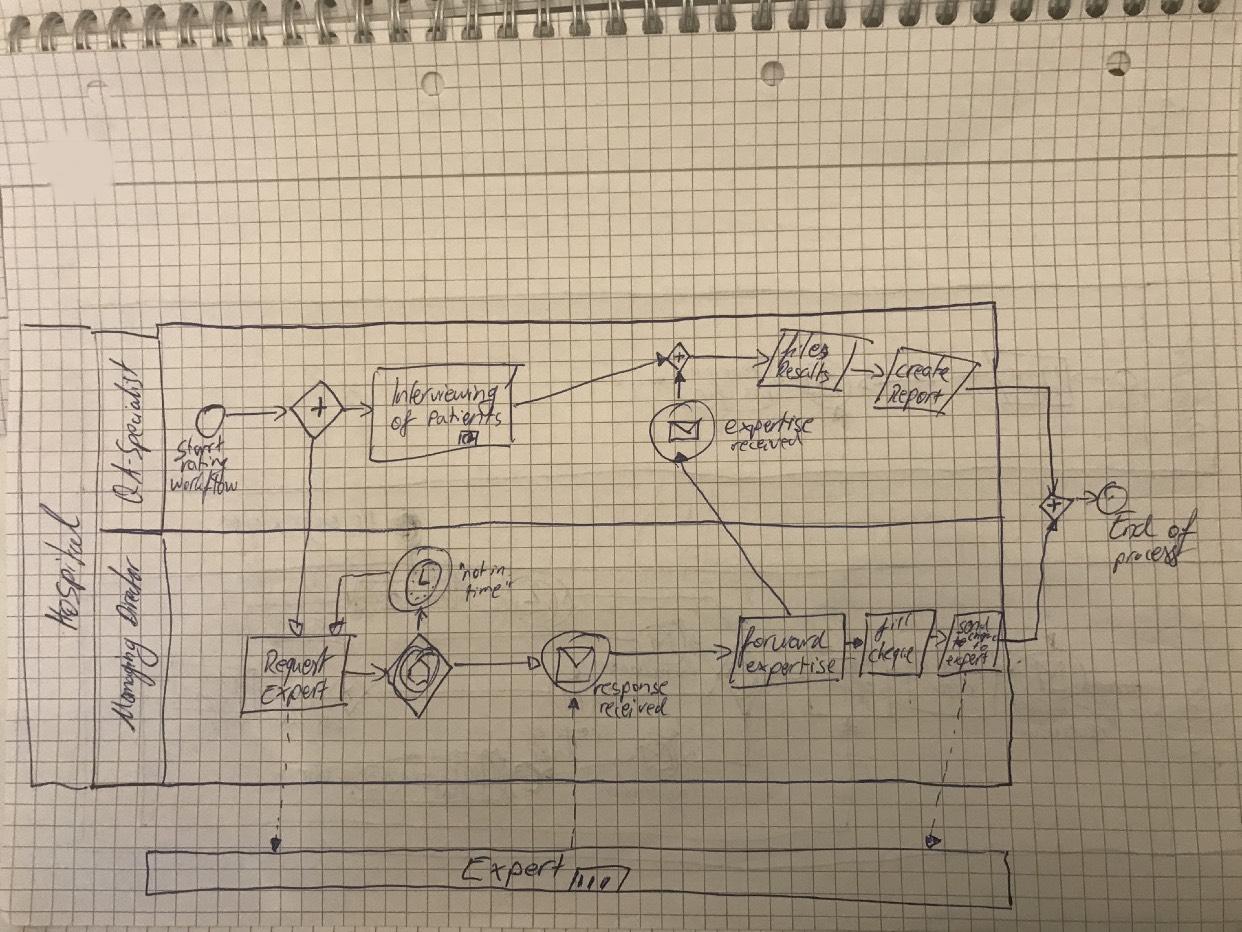 Hospital
QA-Specialist
Managing Director
Start
rating
workflow
Interviewing
of Patients
expertise
received
files
Results
create
Report
End of
process
"not in
time"
Request
Expert
response
received
forward
expertise
fill
cheque
send
cheque
to
expert
Expert